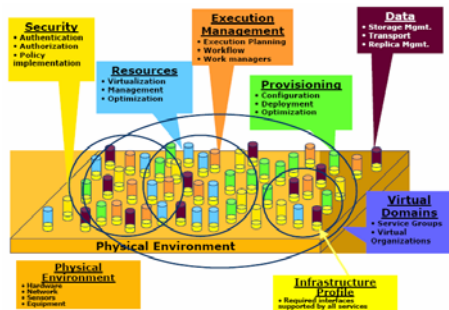 Security
• Authentication
• Authorization
• Policy
implementation
Execution
Management
• Execution Planning
• Workflow
• Work managers
Data
• Storage Mgmt.
• Transport
• Replica Mgmt.
Resources
• Virtualization
• Management
• Optimization
Provisioning
• Configuration
• Deployment
• Optimization
Virtual
Domains
• Service Groups
• Virtual
Organizations
Physical Environment
Physical
Environment
• Hardware
• Network
• Sensors
• Equipment
Infrastructure
Profile
• Required interfaces
supported by all services